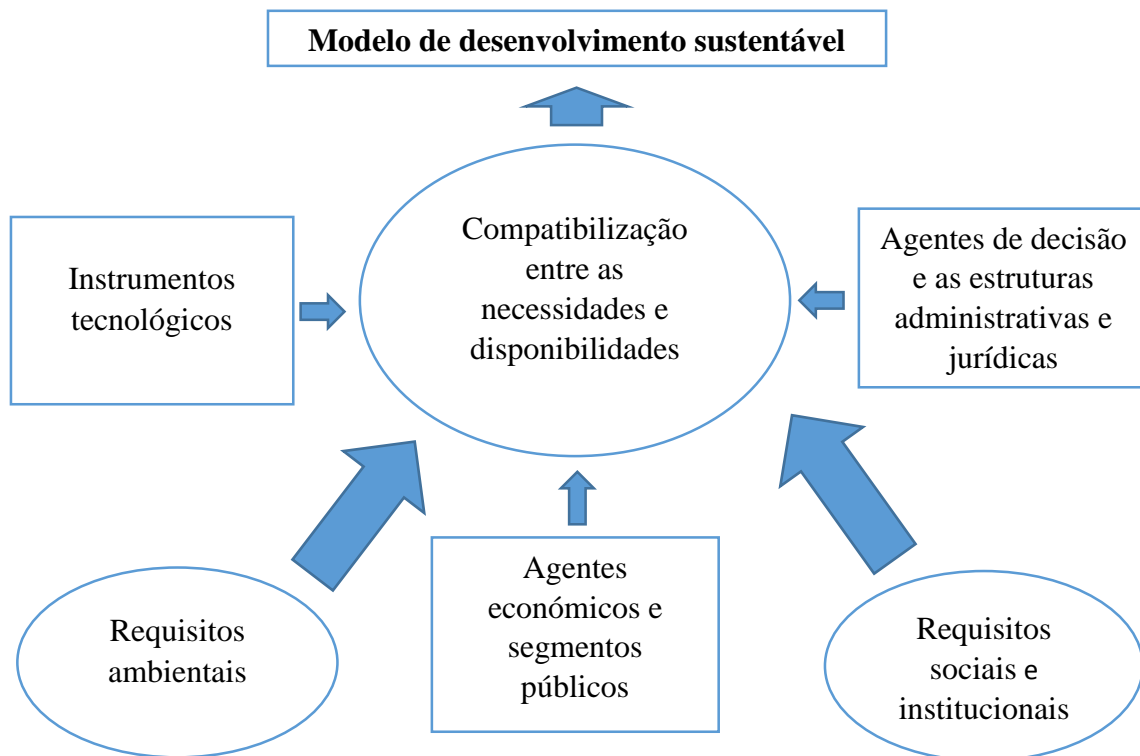 Modelo de desenvolvimento sustentável
Instrumentos
tecnológicos
Compatibilização
entre as
necessidades e
disponibilidades
Agentes de decisão
e as estruturas
administrativas e
jurídicas
Requisitos
ambientais
Agentes
económicos e
segmentos
públicos
Requisitos
sociais e
institucionais